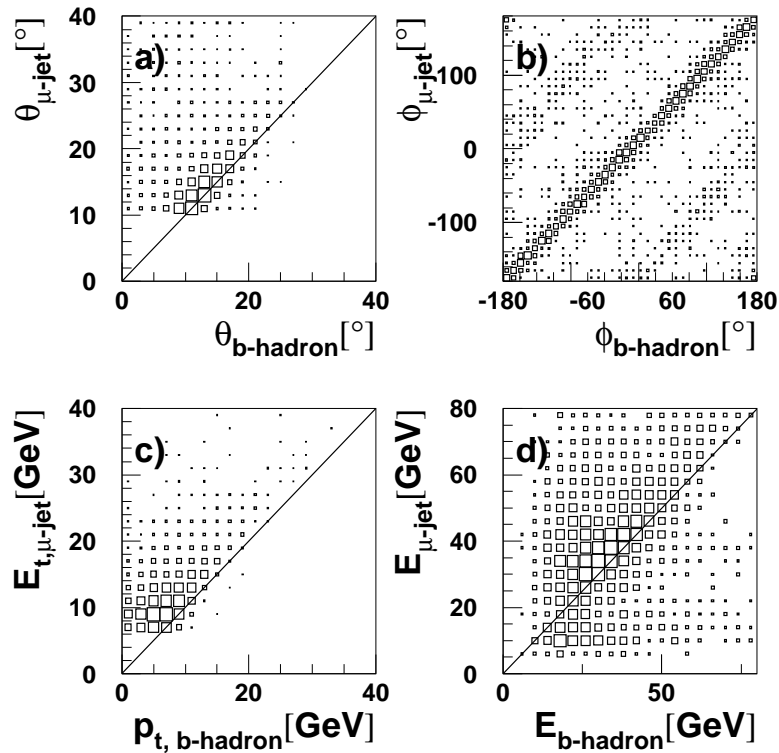 a)
θμ-jet[°]
40
30
20
10
0
0 20 40
θb-hadron[°]
b)
ϕμ-jet[°]
100
0
-100
-180 -60 60 180
ϕb-hadron[°]
c)
Et,μ-jet[GeV]
40
30
20
10
0
0 20 40
pt, b-hadron[GeV]
d)
Eμ-jet[GeV]
80
60
40
20
0
0 50
Eb-hadron[GeV]